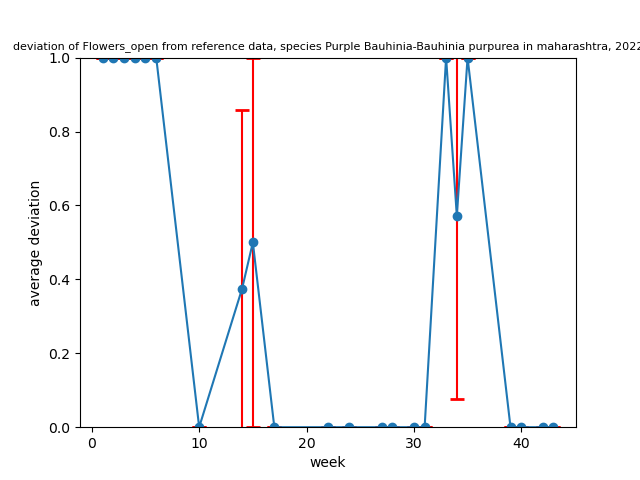 deviation of Flowers_open from reference data, species Purple Bauhinia-Bauhinia purpurea in maharashtra, 2022
1.0
0.8
0.6
0.4
0.2
0.0
average deviation
0 10 20 30 40
week